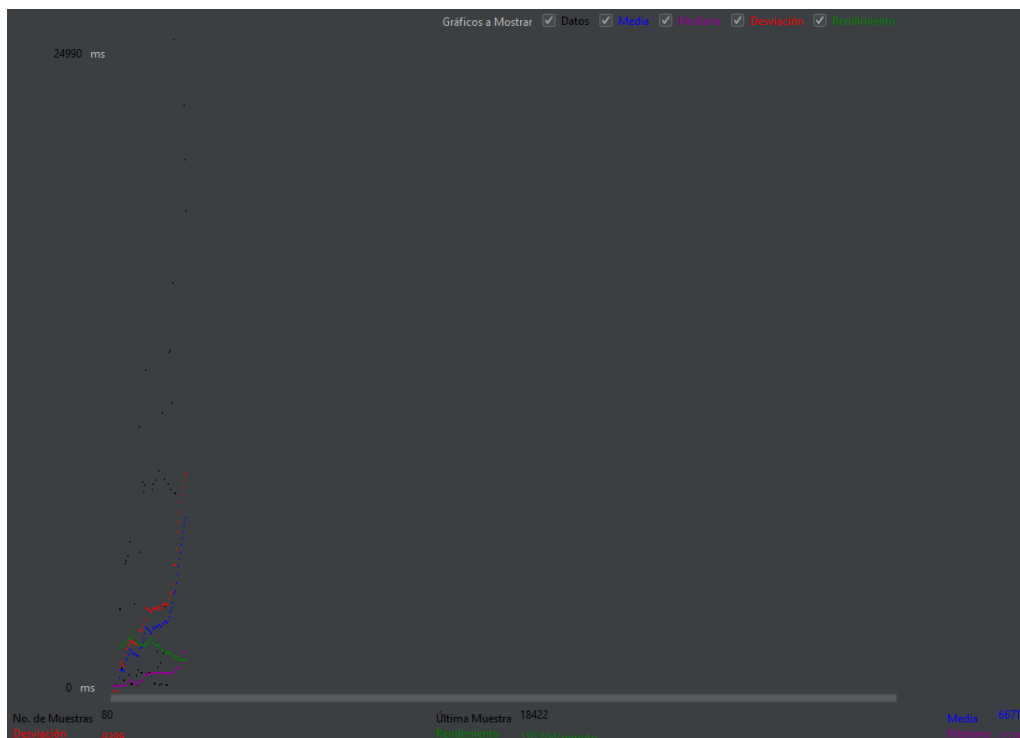 Gráficos a Mostrar Datos Media Mediana Desviación Rendimiento
24990 ms
0 ms
No. de Muestras 80 Última Muestra 18422 Media 6671
Desviación Rendimiento Mediana